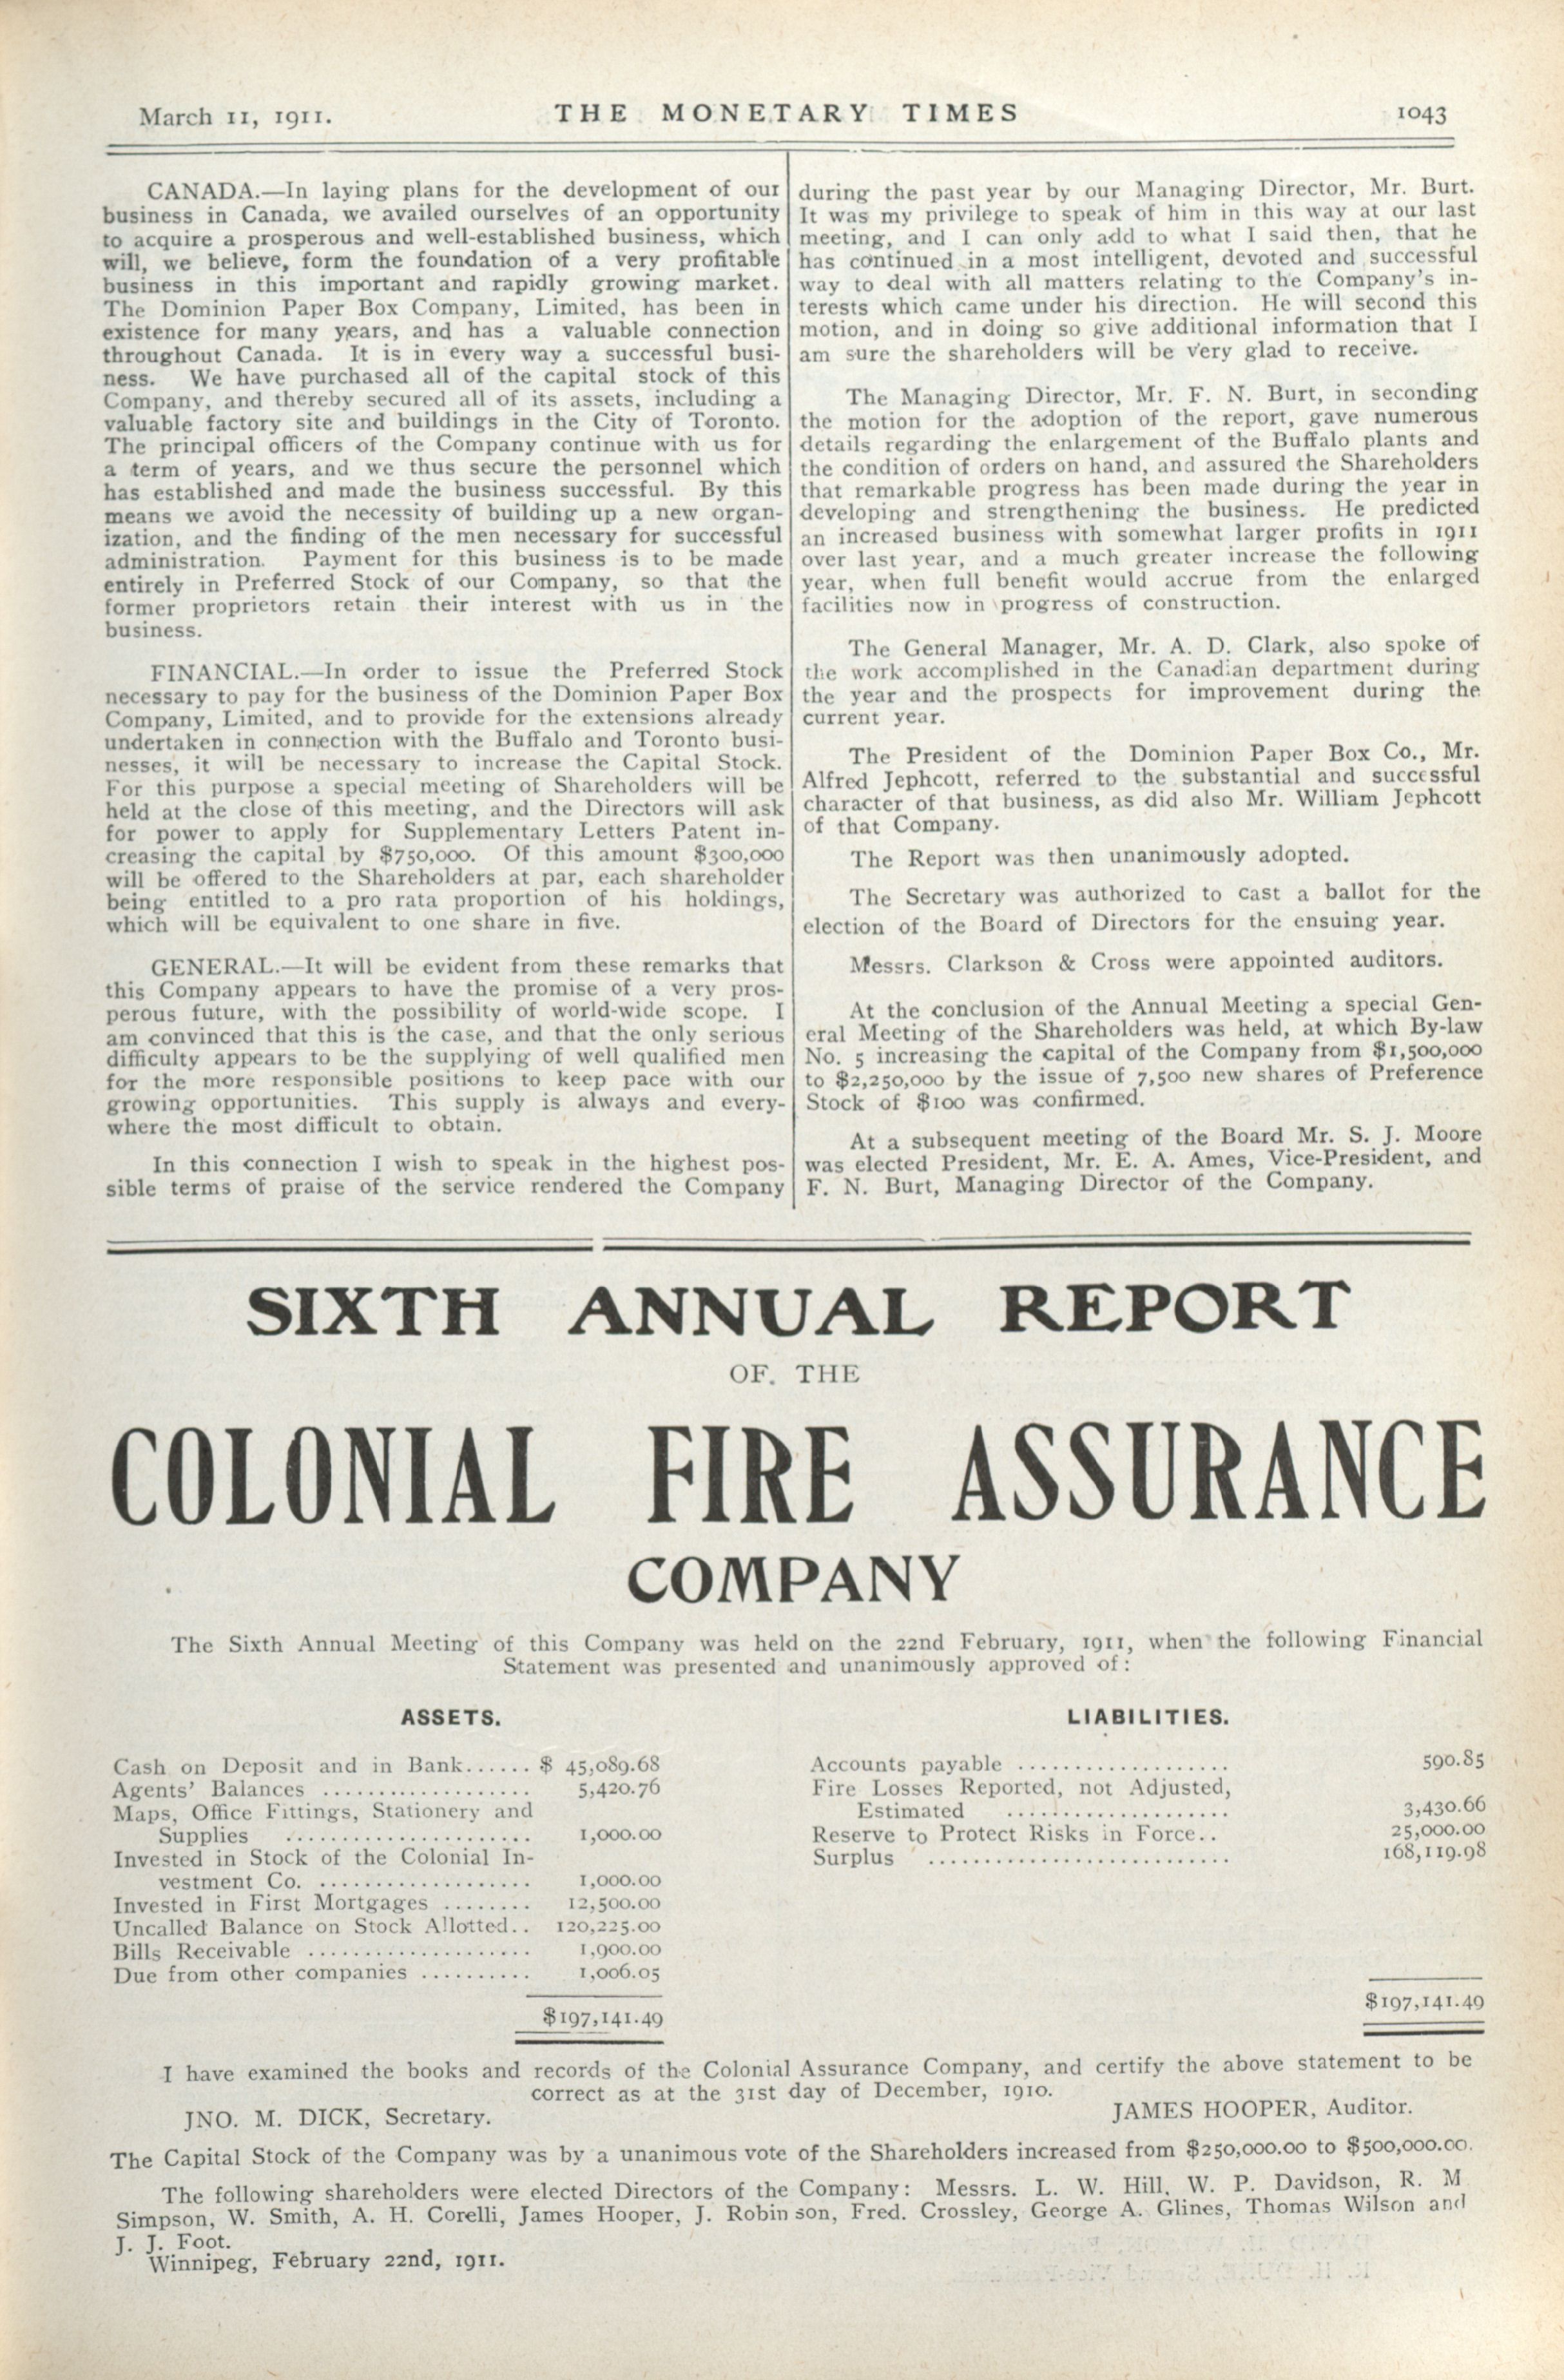 March 11, 1911.
THE MONETARY TIMES
1043
CANADA.—In laying plans for the development of our
business in Canada, we availed ourselves of an opportunity
to acquire a prosperous and well-established business, which
will, we believe, form the foundation of a very profitable
business in this important and rapidly growing market.
The Dominion Paper Box Company, Limited, has been in
existence for many years, and has a valuable connection
throughout Canada. It is in every way a successful busi-
ness. We have purchased all of the capital stock of this
Company, and thereby secured all of its assets, including a
valuable factory site and buildings in the City of Toronto.
The principal officers of the Company continue with us for
a term of years, and we thus secure the personnel which
has established and made the business successful. By this
means we avoid the necessity of building up a new organ-
ization, and the finding of the men necessary for successful
administration. Payment for this business is to be made
entirely in Preferred Stock of our Company, so that the
former proprietors retain their interest with us in the
business.
FINANCIAL.—In order to issue the Preferred Stock
necessary to pay for the business of the Dominion Paper Box
Company, Limited, and to provide for the extensions already
undertaken in connection with the Buffalo and Toronto busi-
nesses, it will be necessary to increase the Capital Stock.
For this purpose a special meeting of Shareholders will be
held at the close of this meeting, and the Directors will ask
for power to apply for Supplementary Letters Patent in-
creasing the capital by $750,000. Of this amount $300,000
will be offered to the Shareholders at par, each shareholder
being entitled to a pro rata proportion of his holdings,
which will be equivalent to one share in five.
GENERAL.—It will be evident from these remarks that
this Company appears to have the promise of a very pros-
perous future, with the possibility of world-wide scope. I
am convinced that this is the case, and that the only serious
difficulty appears to be the supplying of well qualified men
for the more responsible positions to keep pace with our
growing opportunities. This supply is always and every-
where the most difficult to obtain.
In this connection I wish to speak in the highest pos-
sible terms of praise of the service rendered the Company
during the past year by our Managing Director, Mr. Burt.
It was my privilege to speak of him in this way at our last
meeting, and I can only add to what I said then, that he
has continued in a most intelligent, devoted and successful
way to deal with all matters relating to the Company's in-
terests which came under his direction. He will second this
motion, and in doing so give additional information that I
am sure the shareholders will be very glad to receive.
The Managing Director, Mr. F. N. Burt, in seconding
the motion for the adoption of the report, gave numerous
details regarding the enlargement of the Buffalo plants and
the condition of orders on hand, and assured the Shareholders
that remarkable progress has been made during the year in
developing and strengthening the business. He predicted
an increased business with somewhat larger profits in 1911
over last year, and a much greater increase the following
year, when full benefit would accrue from the enlarged
facilities now in progress of construction.
The General Manager, Mr. A. D. Clark, also spoke of
the work accomplished in the Canadian department during
the year and the prospects for improvement during the
current year.
The President of the Dominion Paper Box Co., Mr.
Alfred Jephcott, referred to the substantial and successful
character of that business, as did also Mr. William Jephcott
of that Company.
The Report was then unanimously adopted.
The Secretary was authorized to cast a ballot for the
election of the Board of Directors for the ensuing year.
Messrs. Clarkson & Cross were appointed auditors.
At the conclusion of the Annual Meeting a special Gen-
eral Meeting of the Shareholders was held, at which By-law
No. 5 increasing the capital of the Company from $1,500,000
to $2,250,000 by the issue of 7,500 new shares of Preference
Stock of $100 was confirmed.
At a subsequent meeting of the Board Mr. S. J. Moore
was elected President, Mr. E. A. Ames, Vice-President, and
F. N. Burt, Managing Director of the Company.
SIXTH ANNUAL REPORT
OF. THE
COLONIAL FIRE ASSURANCE
COMPANY
The Sixth Annual Meeting of this Company was held on the 22nd February, 1911, when the following Financial
Statement was presented and unanimously approved of:
ASSETS.
Cash on Deposit and in Bank...... $ 45,089.68
Agents' Balances .................. 5,420.76
Maps, Office Fittings, Stationery and
Supplies ...................... 1,000.00
Invested in Stock of the Colonial In-
vestment Co. ................... 1,000.00
Invested in First Mortgages ........ 12,500.00
Uncalled Balance on Stock Allotted.. 120,225.00
Bills Receivable .................... 1,900.00
Due from other companies .......... 1,006.05
$197,141.49
LIABILITIES.
Accounts payable ................... 590.85
Fire Losses Reported, not Adjusted,
Estimated .................... 3,430.66
Reserve to Protect Risks in Force.. 25,000.00
Surplus ........................... 168,119.98
$197,141.49
I have examined the books and records of the Colonial Assurance Company, and certify the above statement to be
correct as at the 31st day of December, 1910.
JNO. M. DICK, Secretary.
JAMES HOOPER, Auditor.
The Capital Stock of the Company was by a unanimous vote of the Shareholders increased from $250,000.00 to $500,000.00.
The following shareholders were elected Directors of the Company: Messrs. L. W. Hill, W. P. Davidson, R. M
Simpson, W. Smith, A. H. Corelli, James Hooper, J. Robinson, Fred. Crossley, George A. Glines, Thomas Wilson and
J. J. Foot.
Winnipeg, February 22nd, 1911.